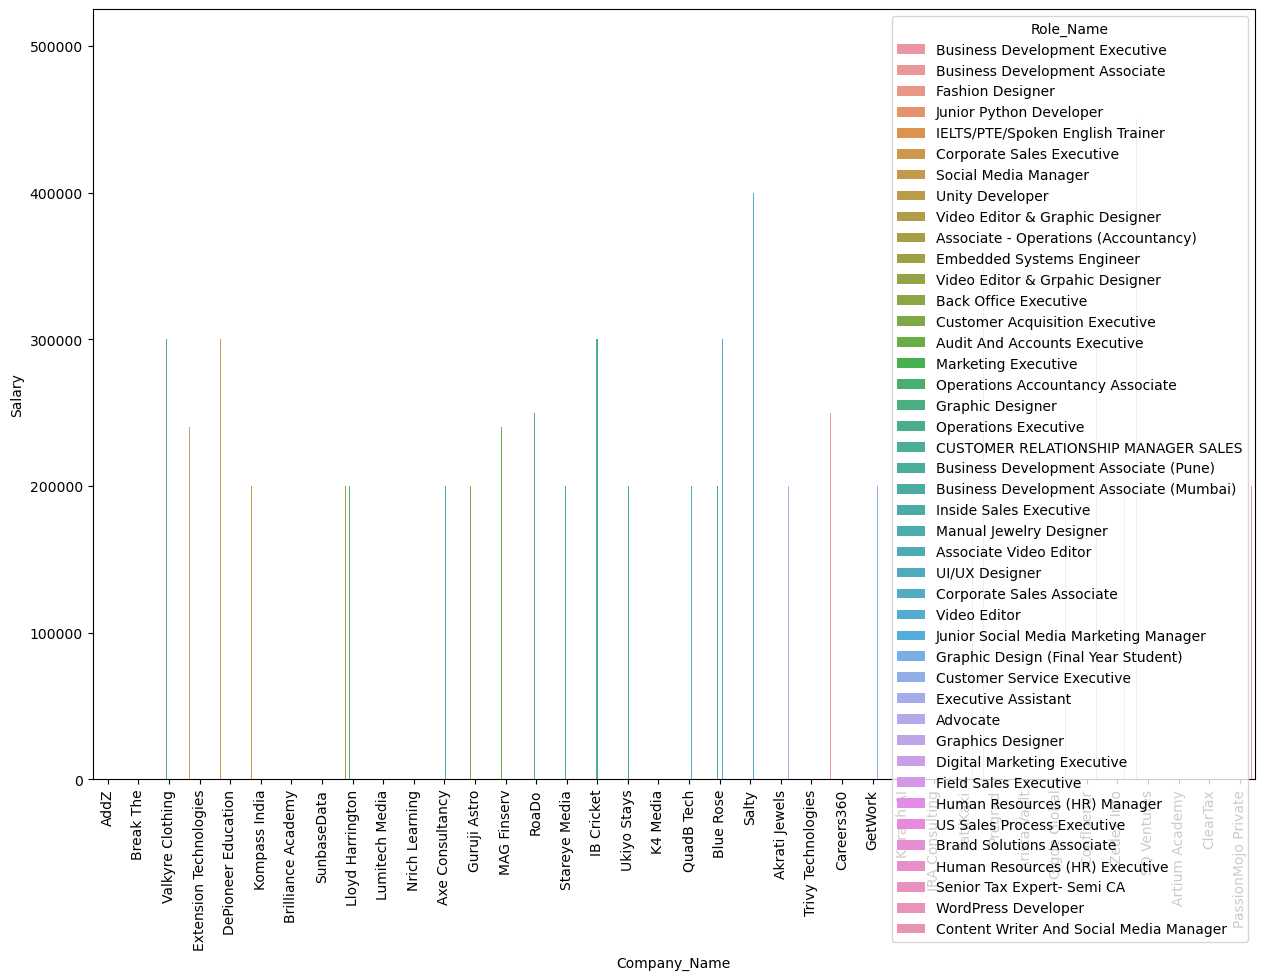 500000
400000
300000
200000
100000
0
Salary
Role_Name
Business Development Executive
Business Development Associate
Fashion Designer
Junior Python Developer
IELTS/PTE/Spoken English Trainer
Corporate Sales Executive
Social Media Manager
Unity Developer
Video Editor & Graphic Designer
Associate - Operations (Accountancy)
Embedded Systems Engineer
Video Editor & Grpahic Designer
Back Office Executive
Customer Acquisition Executive
Audit And Accounts Executive
Marketing Executive
Operations Accountancy Associate
Graphic Designer
Operations Executive
CUSTOMER RELATIONSHIP MANAGER SALES
Business Development Associate (Pune)
Business Development Associate (Mumbai)
Inside Sales Executive
Manual Jewelry Designer
Associate Video Editor
UI/UX Designer
Corporate Sales Associate
Video Editor
Junior Social Media Marketing Manager
Graphic Design (Final Year Student)
Customer Service Executive
Executive Assistant
Advocate
Graphics Designer
Digital Marketing Executive
Field Sales Executive
Human Resources (HR) Manager
US Sales Process Executive
Brand Solutions Associate
Human Resources (HR) Executive
Senior Tax Expert- Semi CA
WordPress Developer
Content Writer And Social Media Manager
AddZ
Break The
Valkyre Clothing
Extension Technologies
DePioneer Education
Kompass India
Brilliance Academy
SunbaseData
Lloyd Harrington
Lumitech Media
Nrich Learning
Axe Consultancy
Guruji Astro
MAG Finserv
RoaDo
Stareye Media
IB Cricket
Ukiyo Stays
K4 Media
QuadB Tech
Blue Rose
Salty
Akrati Jewels
Trivy Technologies
Careers360
GetWork
IRA Consulting
Ventures
Artium Academy
ClearTax
PassionMojo Private
Company_Name